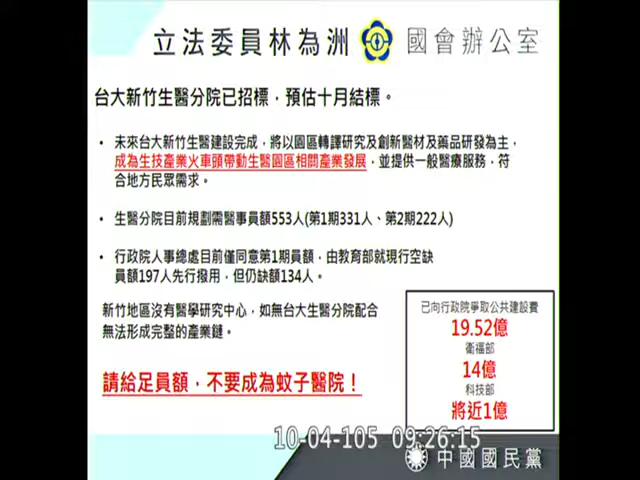 立法委員林為洲 國會辦公室
台大新竹生醫分院已招標，預估十月結標。
• 未來台大新竹生醫建設完成，將以園區轉譯研究及創新醫材及藥品研發為主，
成為生技產業火車頭帶動生醫園區相關產業發展，並提供一般醫療服務，符
合地方民眾需求。
• 生醫分院目前規劃需醫事員額553人(第1期331人、第2期222人)
• 行政院人事總處目前僅同意第1期員額，由教育部就現行空缺
員額197人先行撥用，但仍缺額134人。
新竹地區沒有醫學研究中心，如無台大生醫分院配合
無法形成完整的產業鏈。
請給足員額，不要成為蚊子醫院！
已向行政院爭取公共建設費
19.52億
衛福部
14億
科技部
將近1億
10-04-105 09:26:15
中國國民黨